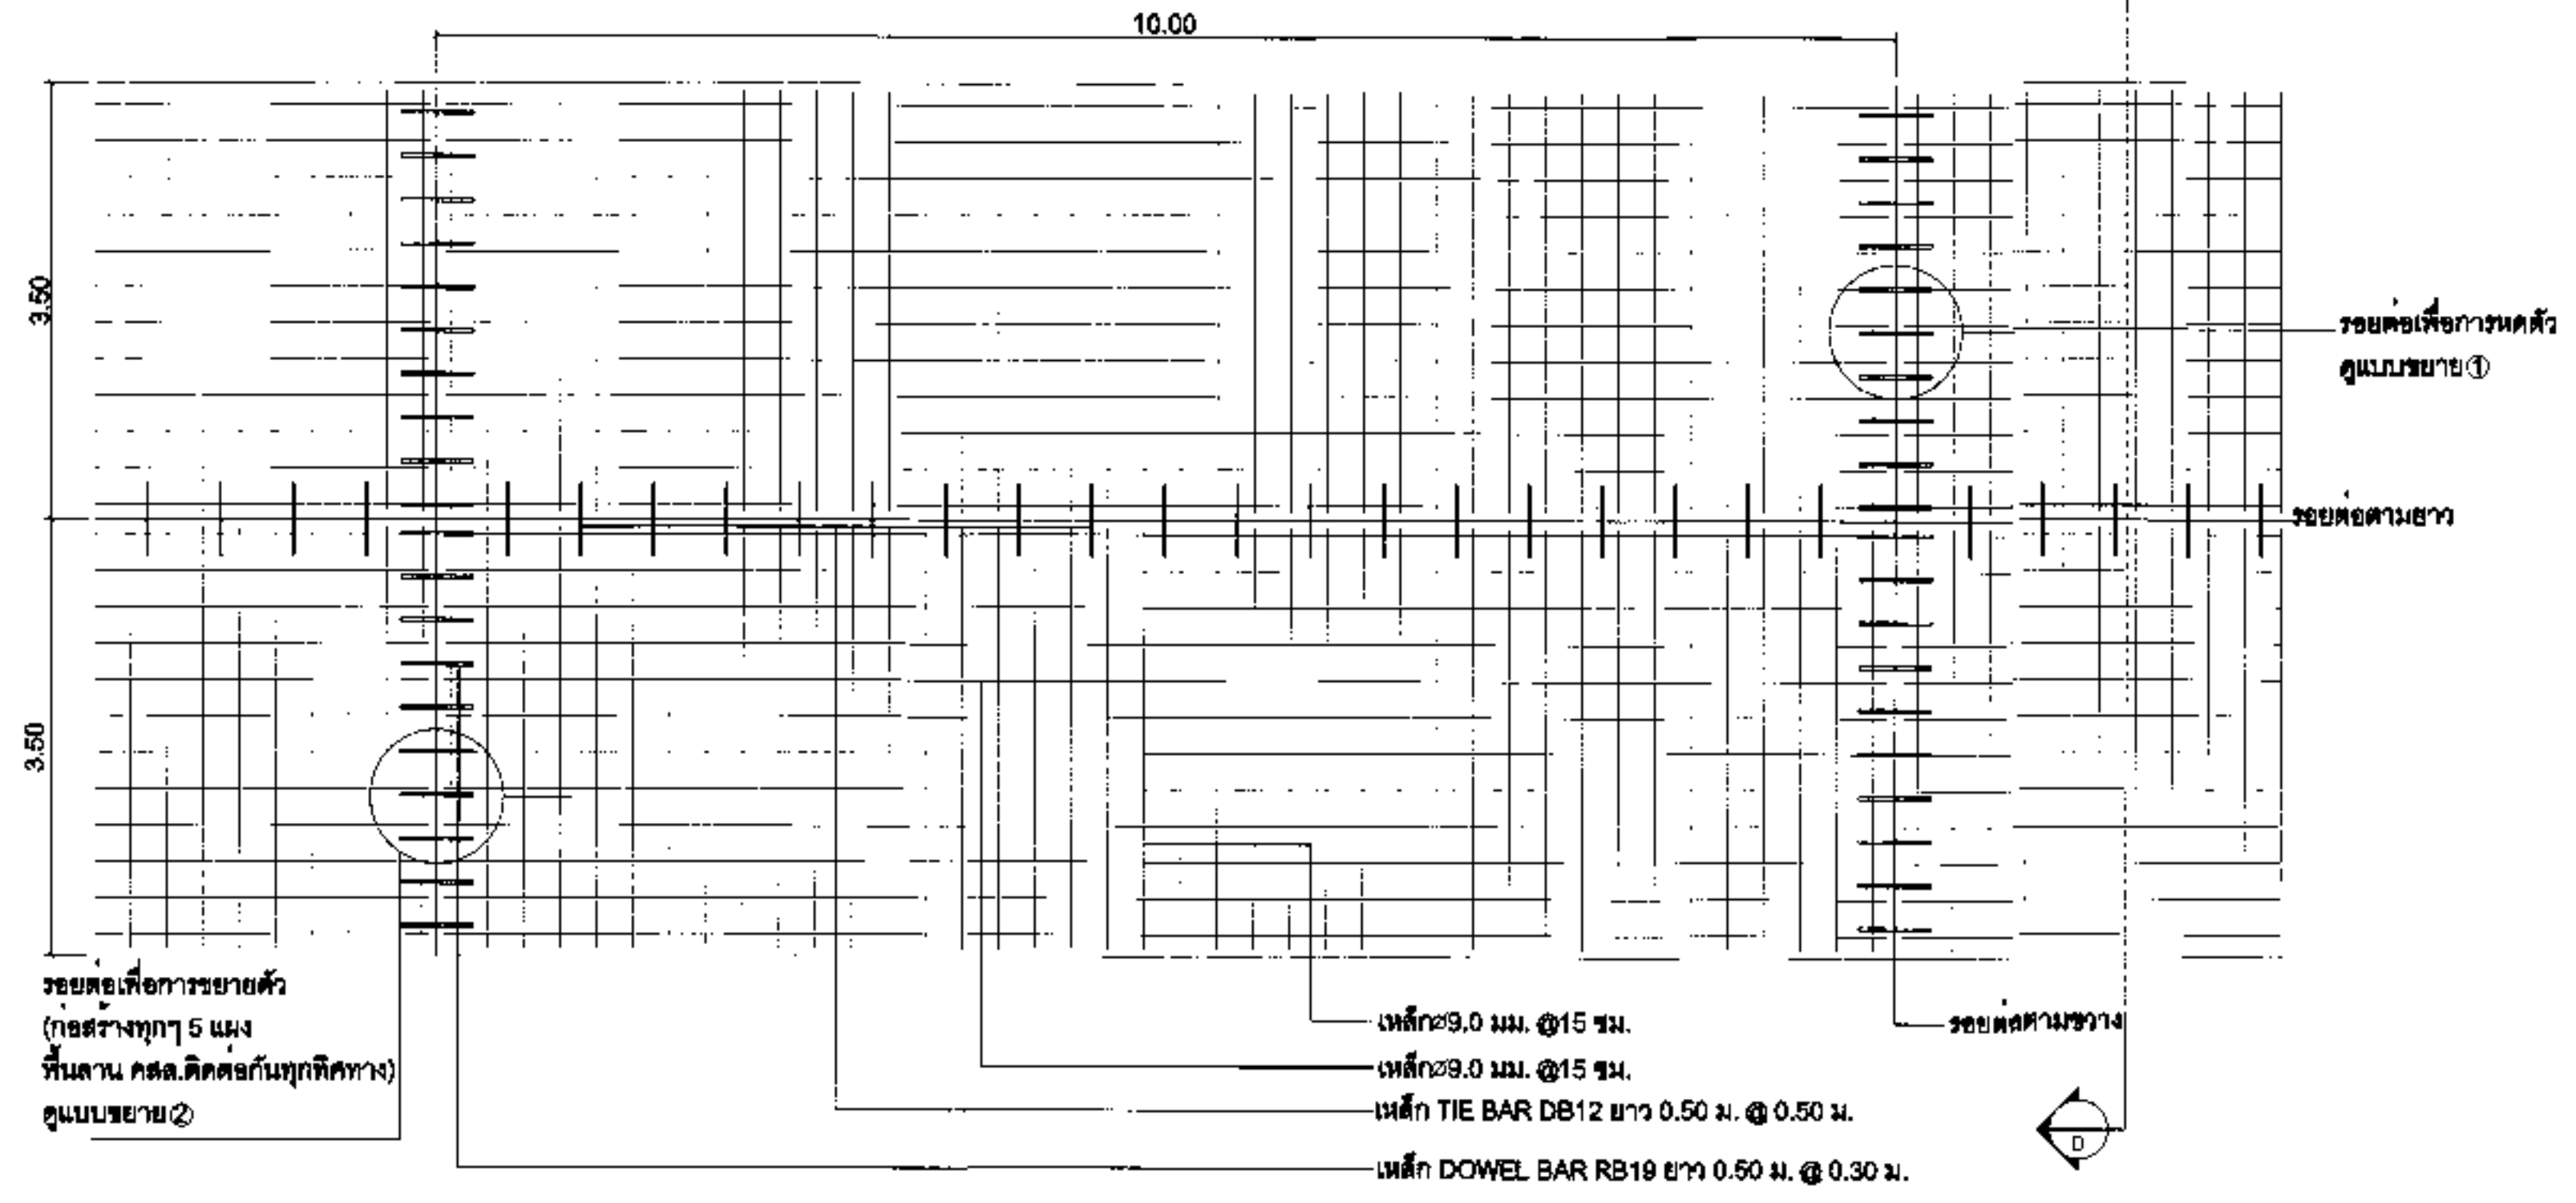 10.00
3.50
รอยต่อเพื่อการหดตัว
ดูแบบขยาย①
รอยต่อตามยาว
3.50
รอยต่อเพื่อการขยายตัว
(ก่อสร้างทุกๆ 5 แผง
พื้นลาน คสล.ติดต่อกันทุกทิศทาง)
ดูแบบขยาย②
เหล็ก⌀9.0 มม. @15 ซม.
รอยต่อตามขวาง
เหล็ก⌀9.0 มม. @15 ซม.
เหล็ก TIE BAR DB12 ยาว 0.50 ม. @ 0.50 ม.
D
เหล็ก DOWEL BAR RB19 ยาว 0.50 ม. @ 0.30 ม.